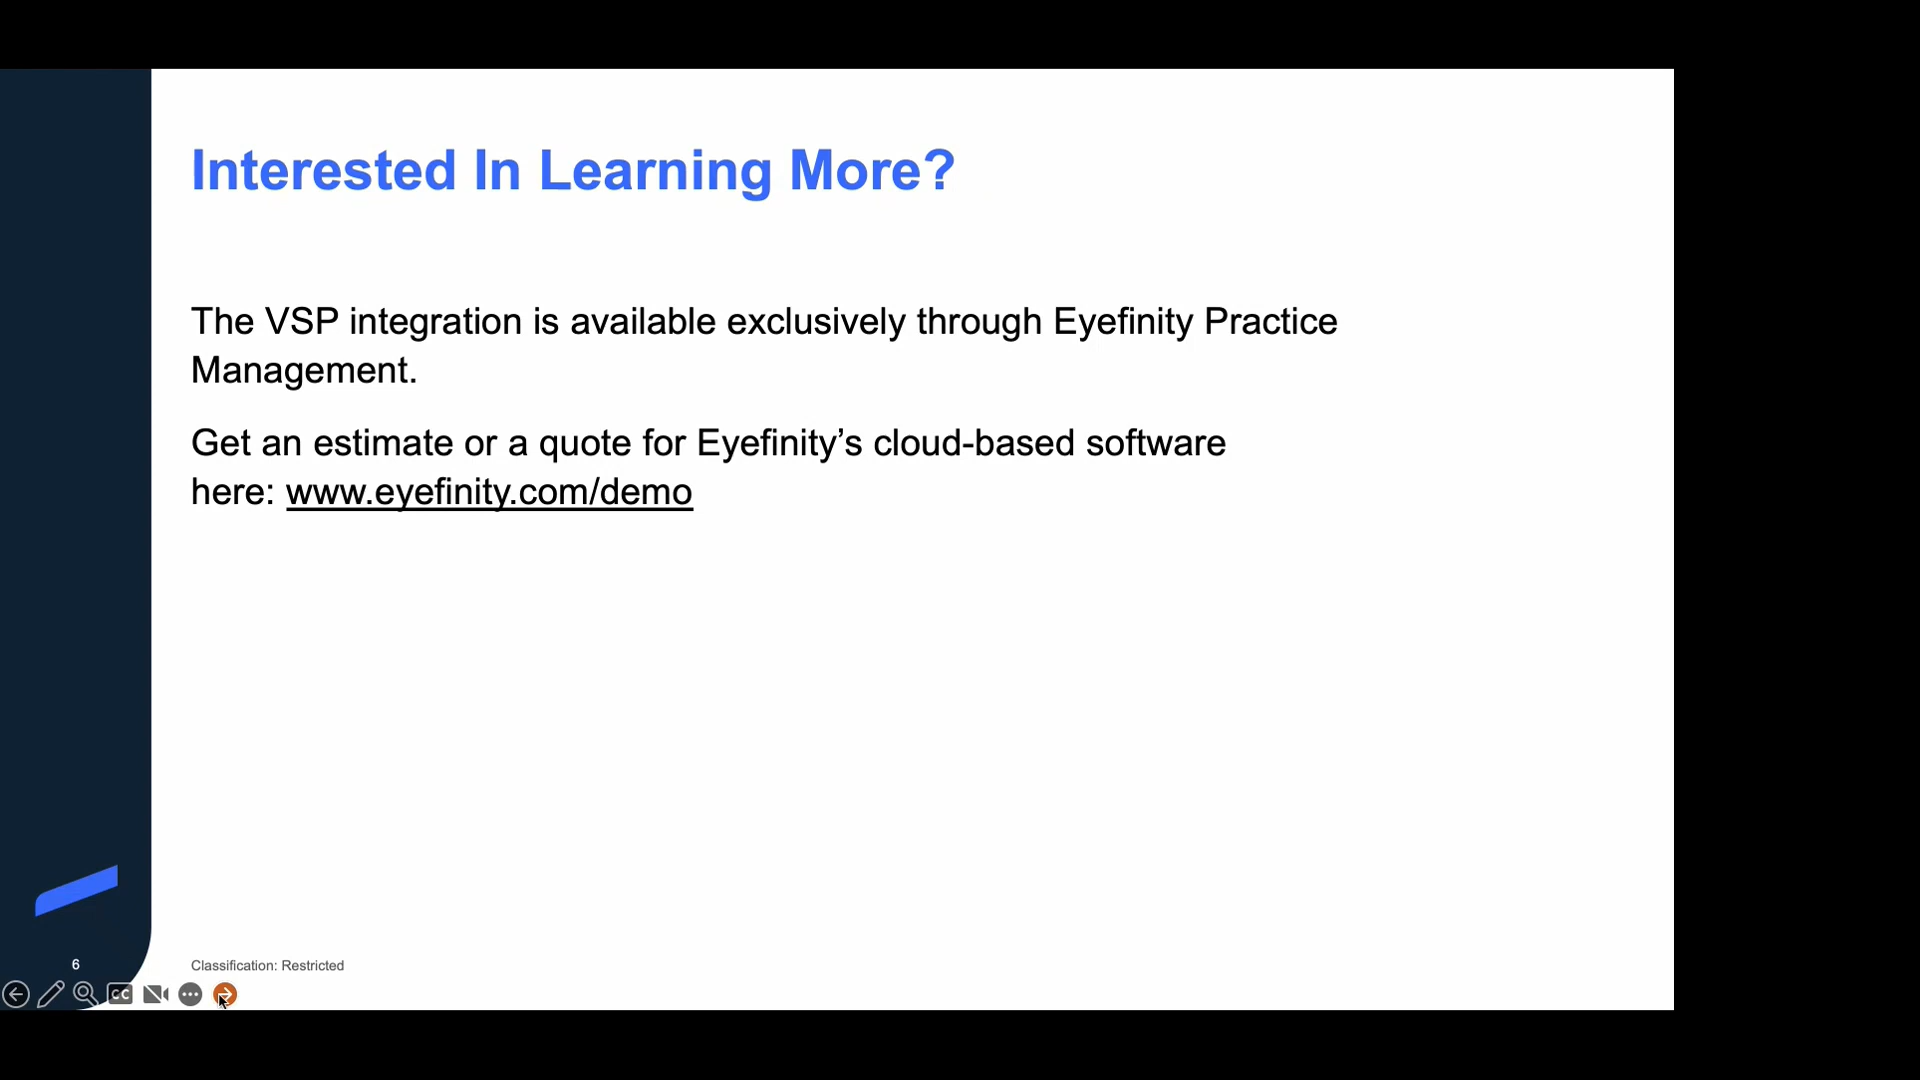 Interested In Learning More?
The VSP integration is available exclusively through Eyefinity Practice
Management.
Get an estimate or a quote for Eyefinity’s cloud-based software
here: www.eyefinity.com/demo
6
Classification: Restricted
CC